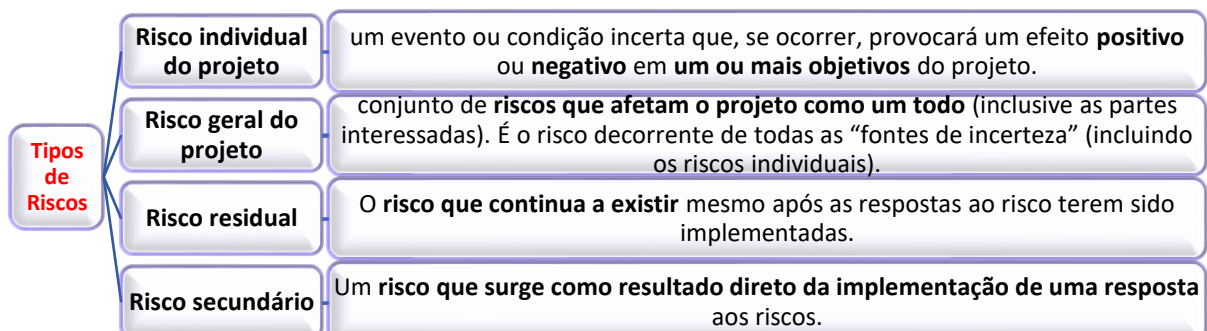 Tipos
de
Riscos
Risco individual
do projeto
um evento ou condição incerta que, se ocorrer, provocará um efeito positivo
ou negativo em um ou mais objetivos do projeto.
Risco geral do
projeto
conjunto de riscos que afetam o projeto como um todo (inclusive as partes
interessadas). É o risco decorrente de todas as “fontes de incerteza” (incluindo
os riscos individuais).
Risco residual
O risco que continua a existir mesmo após as respostas ao risco terem sido
implementadas.
Risco secundário
Um risco que surge como resultado direto da implementação de uma resposta
aos riscos.